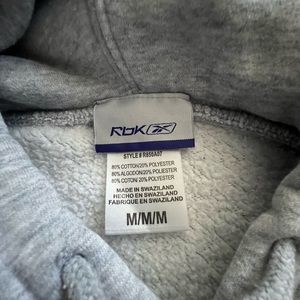 Rbk
STYLE # R856A07
80% COTTON/20% POLYESTER
80% ALGODON/20% POLIESTER
80% COTON/20% POLYESTER
MADE IN SWAZILAND
HECHO EN SWAZILAND
FABRIQUE EN SWAZILAND
M/M/M